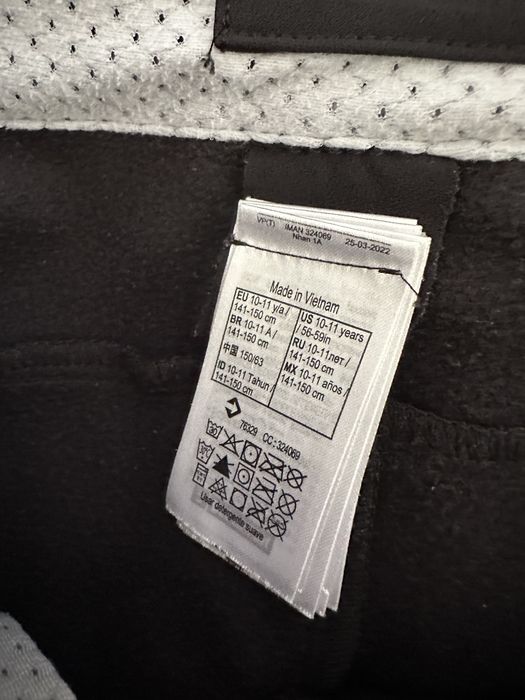 VP(T) IMAN 324069
Nhan 1A 25-03-2022
Made in Vietnam
EU 10-11 y/a /
141-150 cm
BR 10-11 A /
141-150 cm
中国 150/63
ID 10-11 Tahun /
141-150 cm
US 10-11 years
/ 56-59in
RU 10-11лет /
141-150 cm
MX 10-11 años /
141-150 cm
76329 CC : 324069
30
Usar detergente suave